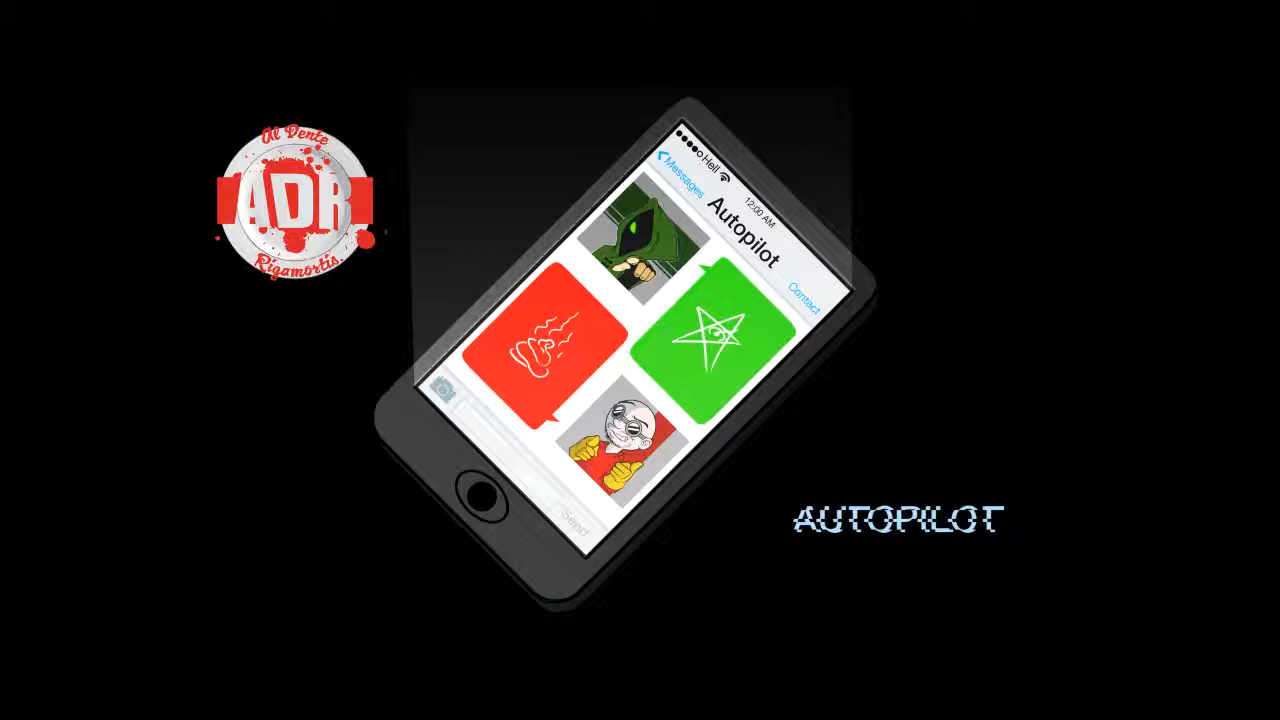 Al Dente
ADR
Rigamortis
Hell
12:00 AM
Messages
Autopilot
Contact
Send
AUTOPILOT